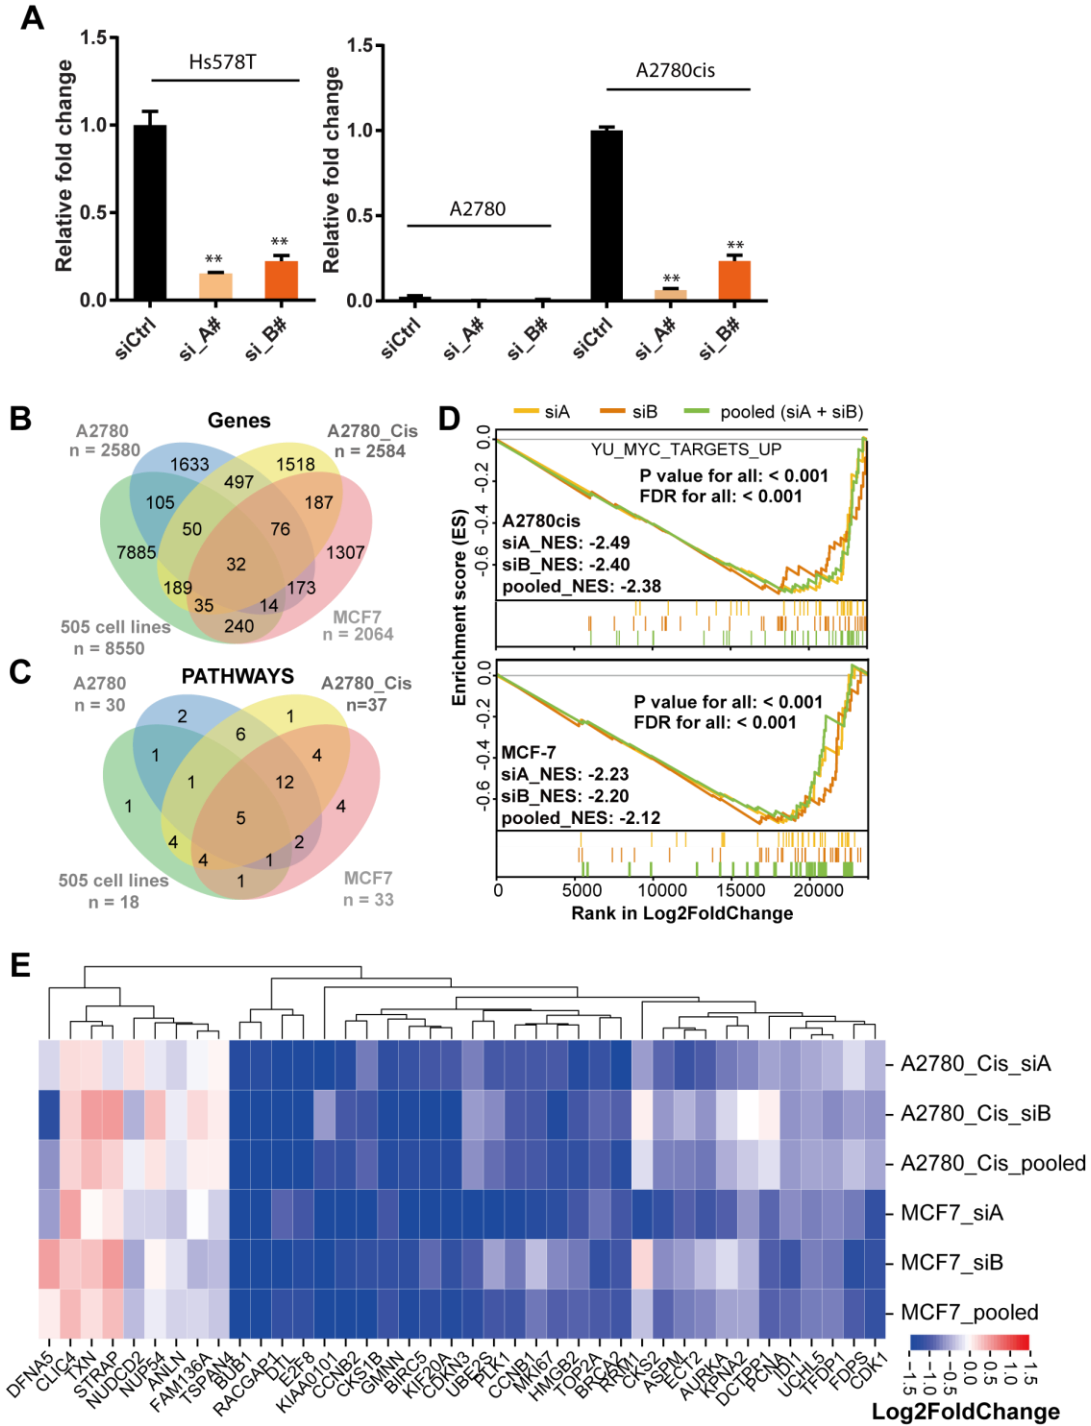 A
1.5
1.0
0.5
0.0
Relative fold change
Hs578T
**
**
siCtrl
si_A#
si_B#
1.5
1.0
0.5
0.0
Relative fold change
A2780
A2780cis
**
**
siCtrl
si_A#
si_B#
siCtrl
si_A#
si_B#
B
Genes
A2780
n = 2580
A2780_Cis
n = 2584
1633
1518
497
105
187
50
76
7885
32
1307
189
173
35
14
240
505 cell lines
n = 8550
MCF7
n = 2064
C
PATHWAYS
A2780
n = 30
A2780_Cis
n=37
2
1
6
1
4
1
12
1
5
4
4
2
4
1
1
505 cell lines
n = 18
MCF7
n = 33
D
siA
siB
pooled (siA + siB)
Enrichment score (ES)
0.0
-0.2
-0.4
-0.6
YU_MYC_TARGETS_UP
P value for all: < 0.001
FDR for all: < 0.001
A2780cis
siA_NES: -2.49
siB_NES: -2.40
pooled_NES: -2.38
0.0
-0.2
-0.4
-0.6
P value for all: < 0.001
FDR for all: < 0.001
MCF-7
siA_NES: -2.23
siB_NES: -2.20
pooled_NES: -2.12
0
5000
10000
15000
20000
Rank in Log2FoldChange
E
A2780_Cis_siA
A2780_Cis_siB
A2780_Cis_pooled
MCF7_siA
MCF7_siB
MCF7_pooled
DFNA5
CLIC4
TXN
STRAP
NUDCD2
NUP54
ANLN
FAM136A
TSPAN4
BUB1
RACGAP1
DTL
E2F8
KIAA0101
CCNB2
CKS1B
GMNN
BIRC5
KIF20A
CDKN3
UBE2S
PLK1
CCNB1
MKI67
HMGB2
TOP2A
BRCA2
RRM1
CKS2
ASPM
ECT2
AURKA
KPNA2
DCTPP1
PCNA
IDI1
UCHL5
TFDP1
FDPS
CDK1
-1.5
-1.0
-0.5
0.0
0.5
1.0
1.5
Log2FoldChange